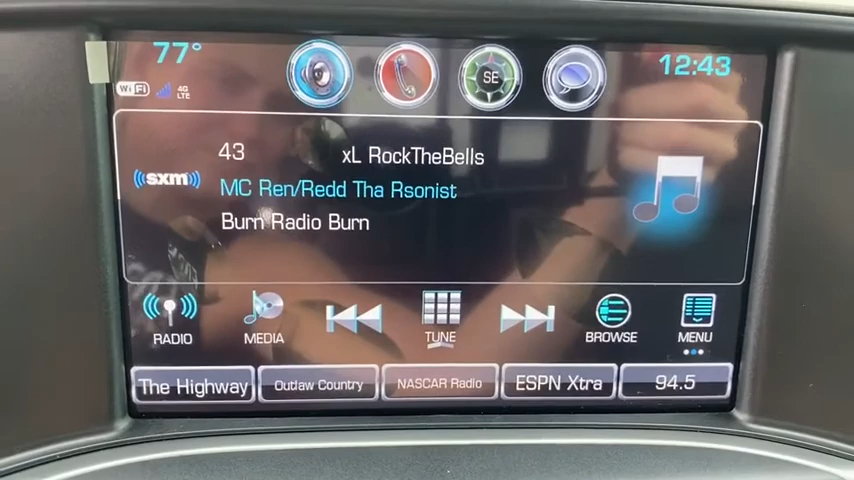 77°
SE
12:43
WiFi
4G
LTE
43
xL RockTheBells
sxm
MC Ren/Redd Tha Rsonist
Burn Radio Burn
RADIO
MEDIA
TUNE
BROWSE
MENU
The Highway
Outlaw Country
NASCAR Radio
ESPN Xtra
94.5